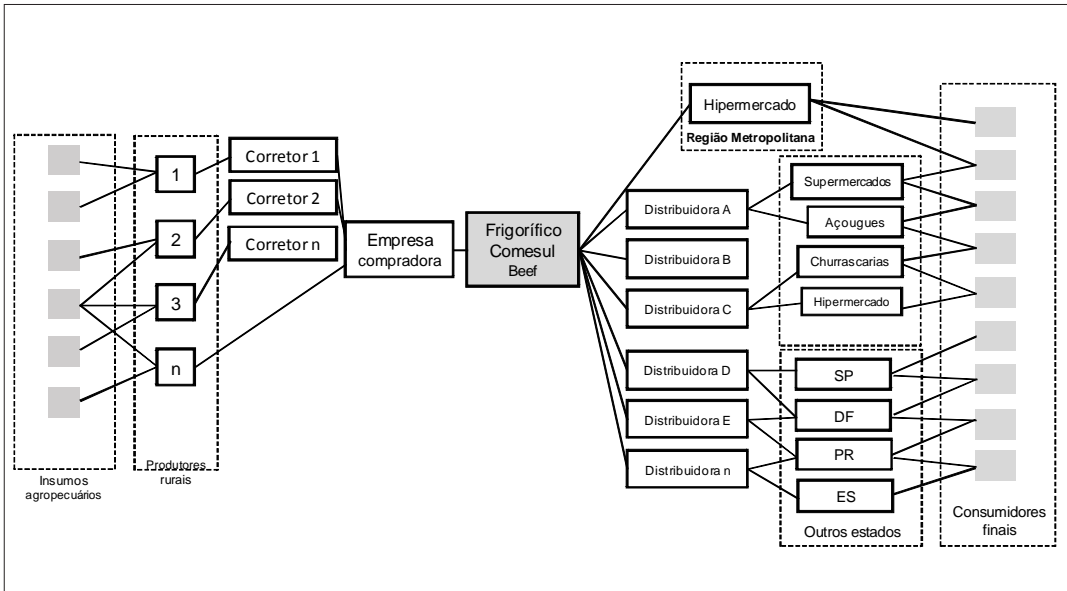 Insumos
agropecuários
1
2
3
n
Produtores
rurais
Corretor 1
Corretor 2
Corretor n
Empresa
compradora
Frigorífico
Comesul
Beef
Hipermercado
Região Metropolitana
Distribuidora A
Distribuidora B
Distribuidora C
Distribuidora D
Distribuidora E
Distribuidora n
Supermercados
Açougues
Churrascarias
Hipermercado
SP
DF
PR
ES
Outros estados
Consumidores
finais